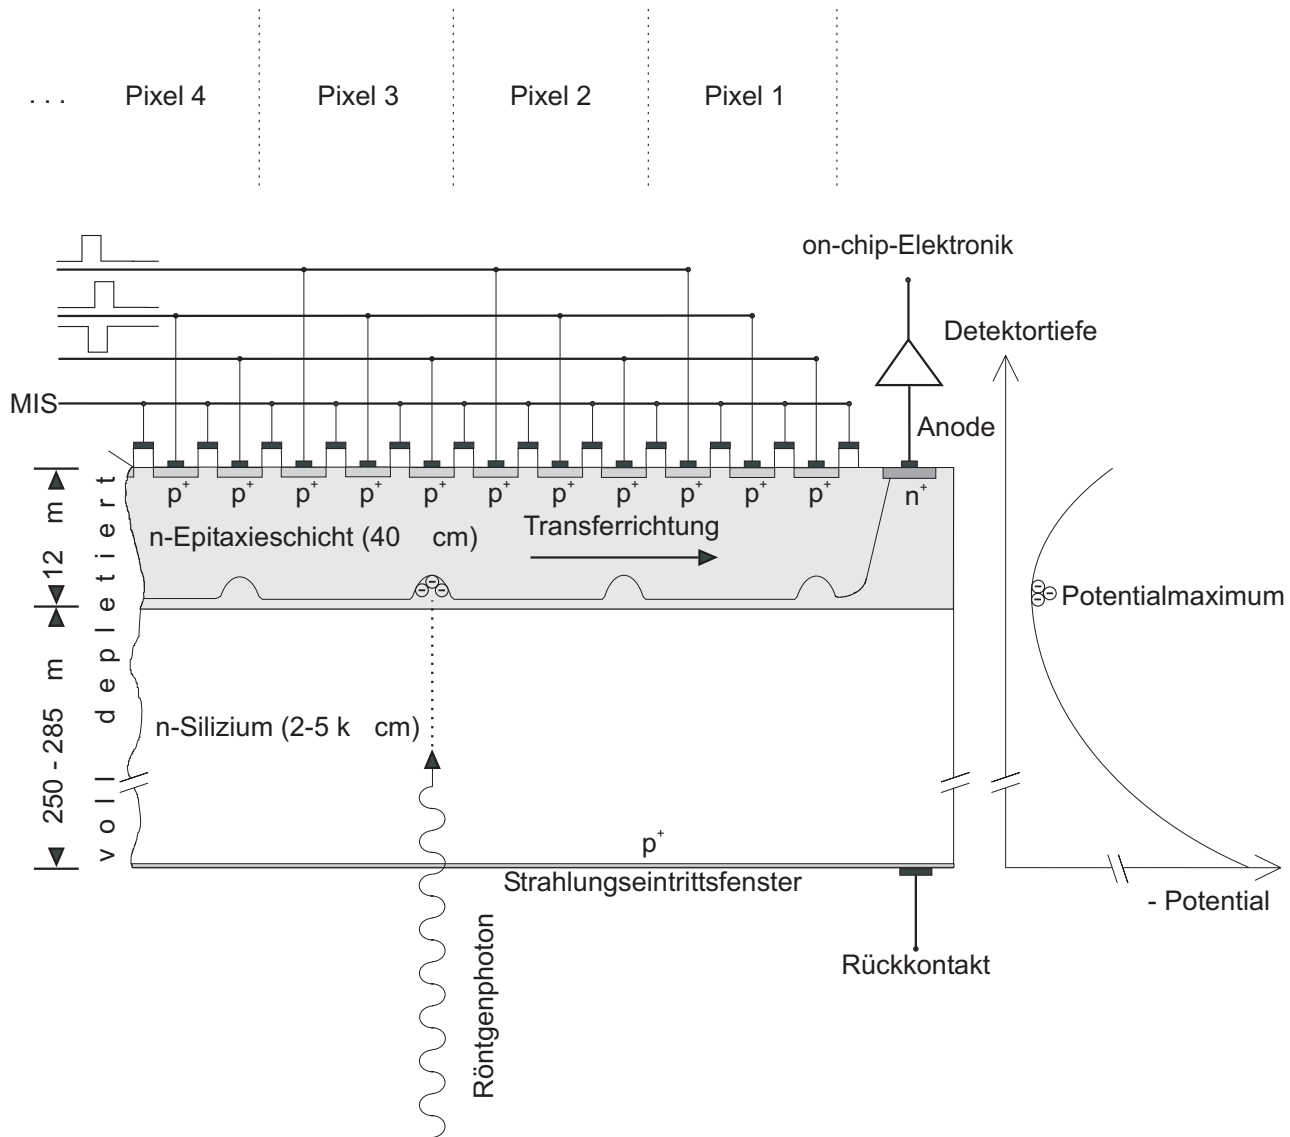 . . . Pixel 4 Pixel 3 Pixel 2 Pixel 1
on-chip-Elektronik
Detektortiefe
MIS
Anode
p+ p+ p+ p+ p+ p+ p+ p+ p+ p+ p+ n+
n-Epitaxieschicht (40 cm)
Transferrichtung
12 m
voll depletiert
Potentialmaximum
250 - 285 m
n-Silizium (2-5 k cm)
p+
Strahlungseintrittsfenster
- Potential
Rückkontakt
Röntgenphoton